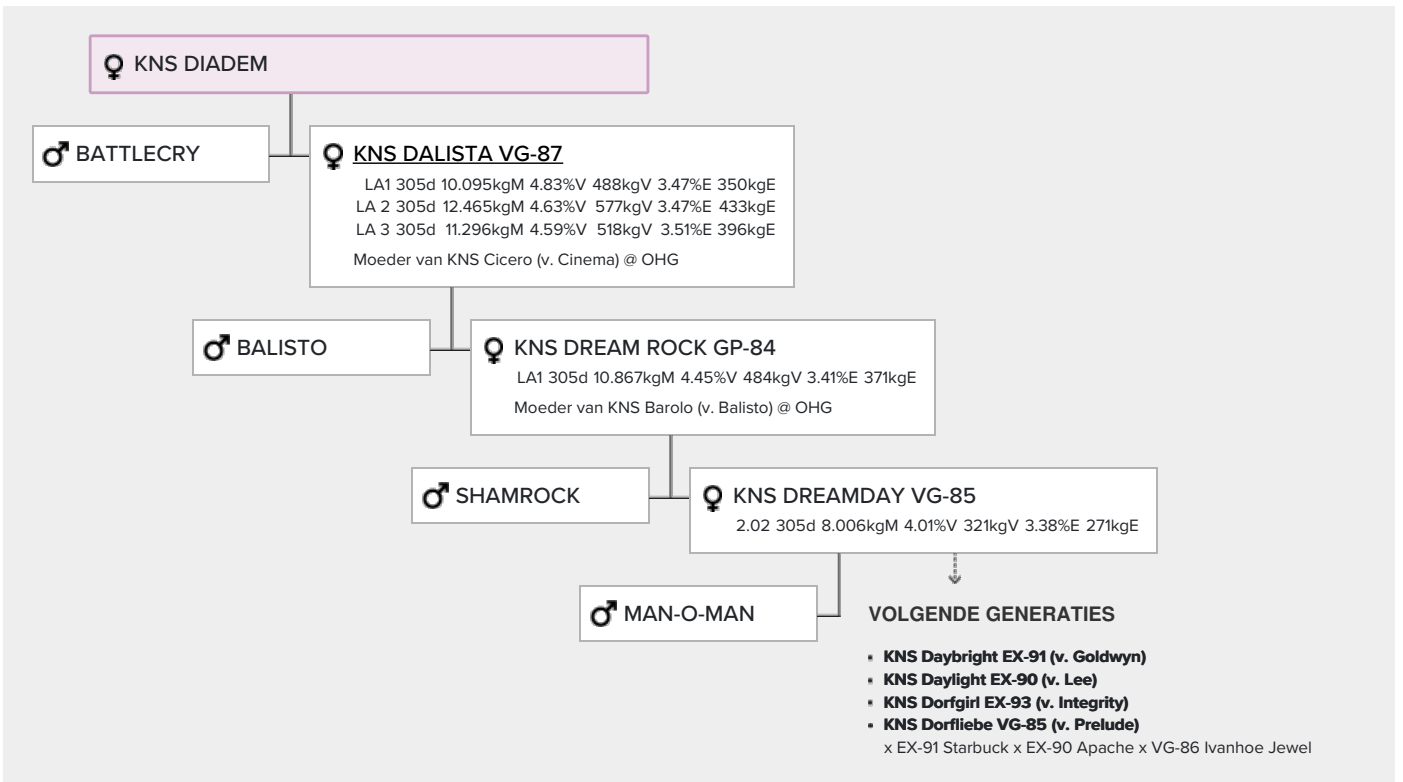 KNS DIADEM
BATTLECRY
KNS DALISTA VG-87
LA1 305d 10.095kgM 4.83%V 488kgV 3.47%E 350kgE
LA 2 305d 12.465kgM 4.63%V 577kgV 3.47%E 433kgE
LA 3 305d 11.296kgM 4.59%V 518kgV 3.51%E 396kgE
Moeder van KNS Cicero (v. Cinema) @ OHG
BALISTO
KNS DREAM ROCK GP-84
LA1 305d 10.867kgM 4.45%V 484kgV 3.41%E 371kgE
Moeder van KNS Barolo (v. Balisto) @ OHG
SHAMROCK
KNS DREAMDAY VG-85
2.02 305d 8.006kgM 4.01%V 321kgV 3.38%E 271kgE
MAN-O-MAN
VOLGENDE GENERATIES
▪ KNS Daybright EX-91 (v. Goldwyn)
▪ KNS Daylight EX-90 (v. Lee)
▪ KNS Dorfgirl EX-93 (v. Integrity)
▪ KNS Dorfliebe VG-85 (v. Prelude)
x EX-91 Starbuck x EX-90 Apache x VG-86 Ivanhoe Jewel